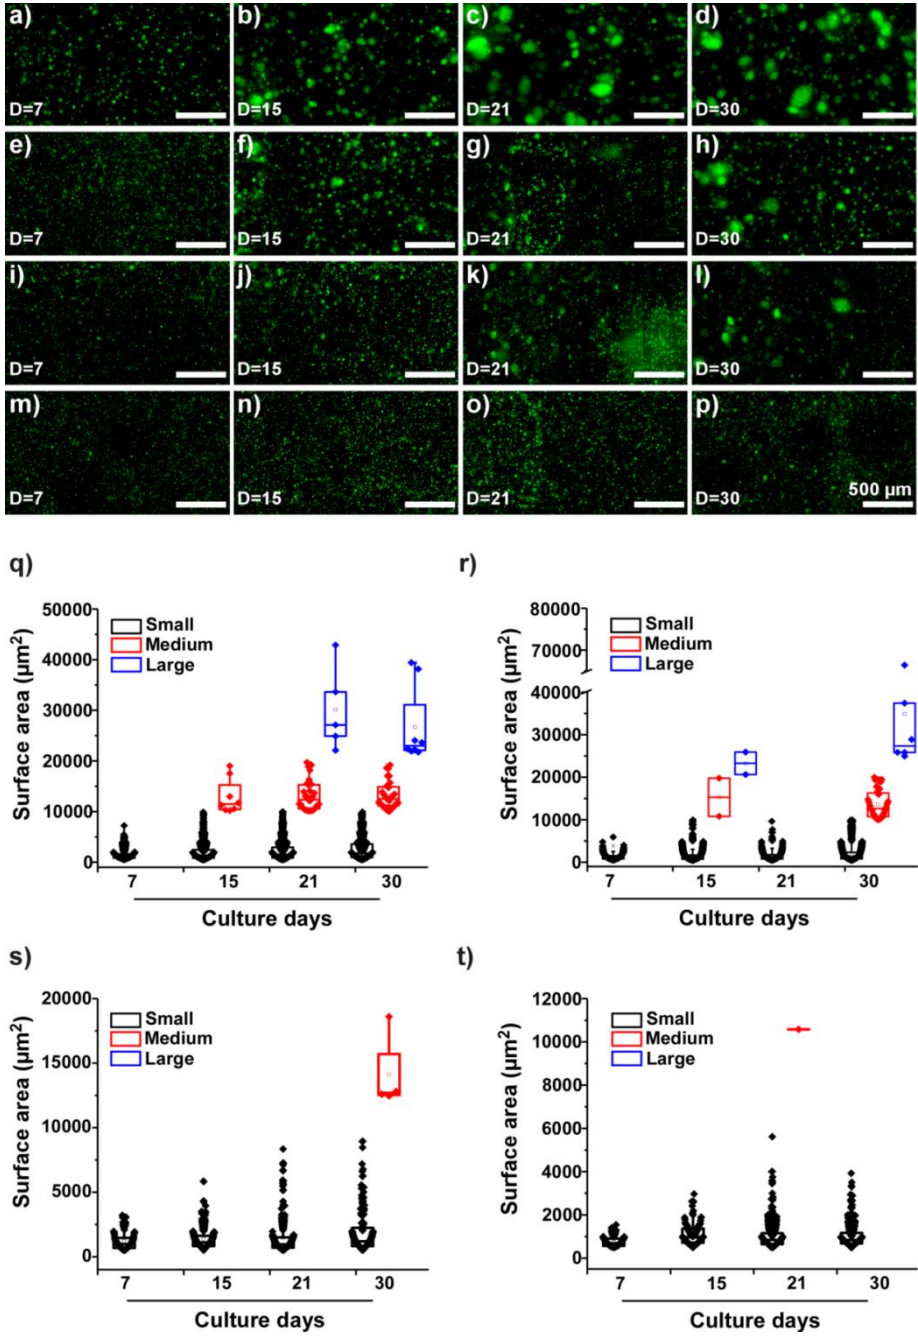 a) b) c) d)
D=7 D=15 D=21 D=30
e) f) g) h)
D=7 D=15 D=21 D=30
i) j) k) l)
D=7 D=15 D=21 D=30
m) n) o) p)
500 µm
D=7 D=15 D=21 D=30
q)
50000
40000
30000
20000
10000
0
Surface area (µm²)
Small
Medium
Large
7 15 21 30
Culture days
r)
80000
70000
60000
40000
30000
20000
10000
0
Surface area (µm²)
Small
Medium
Large
7 15 21 30
Culture days
s)
20000
15000
10000
5000
0
Surface area (µm²)
Small
Medium
Large
7 15 21 30
Culture days
t)
12000
10000
8000
6000
4000
2000
0
Surface area (µm²)
Small
Medium
Large
7 15 21 30
Culture days